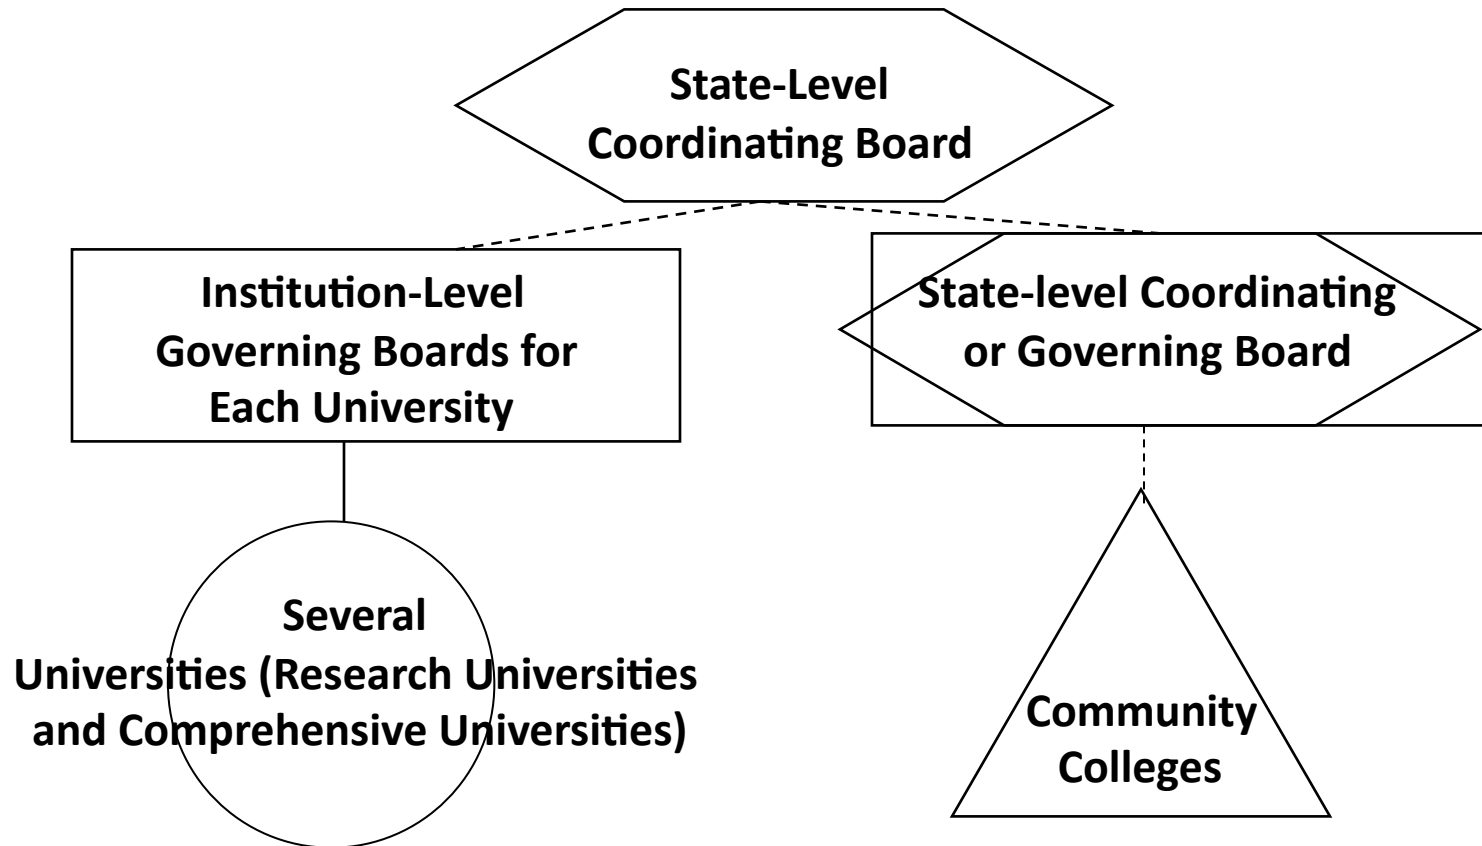 State-Level
Coordinating Board
Institution-Level
Governing Boards for
Each University
State-level Coordinating
or Governing Board
Several
Universities (Research Universities
and Comprehensive Universities)
Community
Colleges